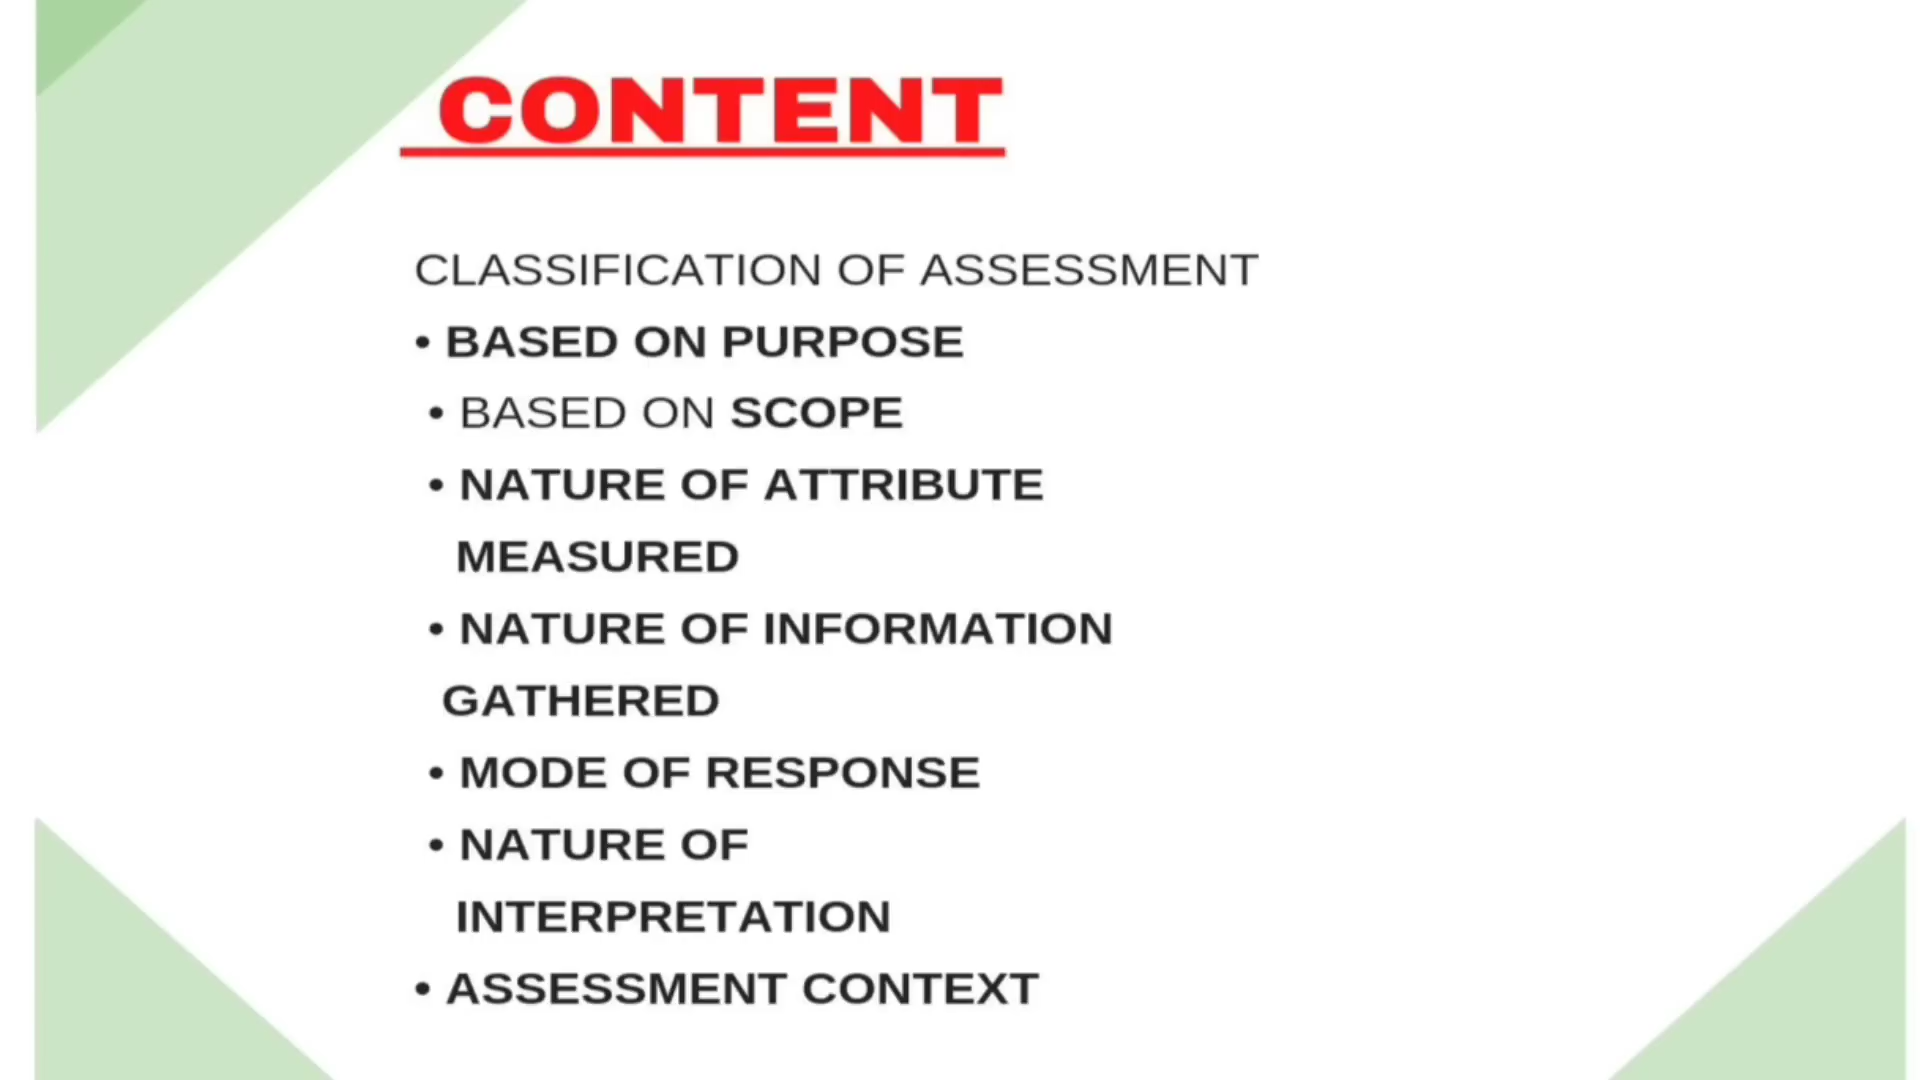 CONTENT
CLASSIFICATION OF ASSESSMENT
• BASED ON PURPOSE
• BASED ON SCOPE
• NATURE OF ATTRIBUTE
MEASURED
• NATURE OF INFORMATION
GATHERED
• MODE OF RESPONSE
• NATURE OF
INTERPRETATION
• ASSESSMENT CONTEXT